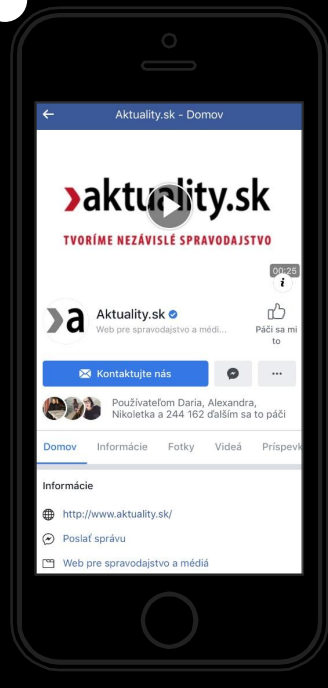 Aktuality.sk - Domov
aktuality.sk
TVORÍME NEZÁVISLÉ SPRAVODAJSTVO
00:25
a
Aktuality.sk
Web pre spravodajstvo a médi...
Páči sa mi
to
Kontaktujte nás
Používateľom Daria, Alexandra,
Nikoletka a 244 162 ďalším sa to páči
Domov Informácie Fotky Videá Príspevk
Informácie
http://www.aktuality.sk/
Poslať správu
Web pre spravodajstvo a médiá